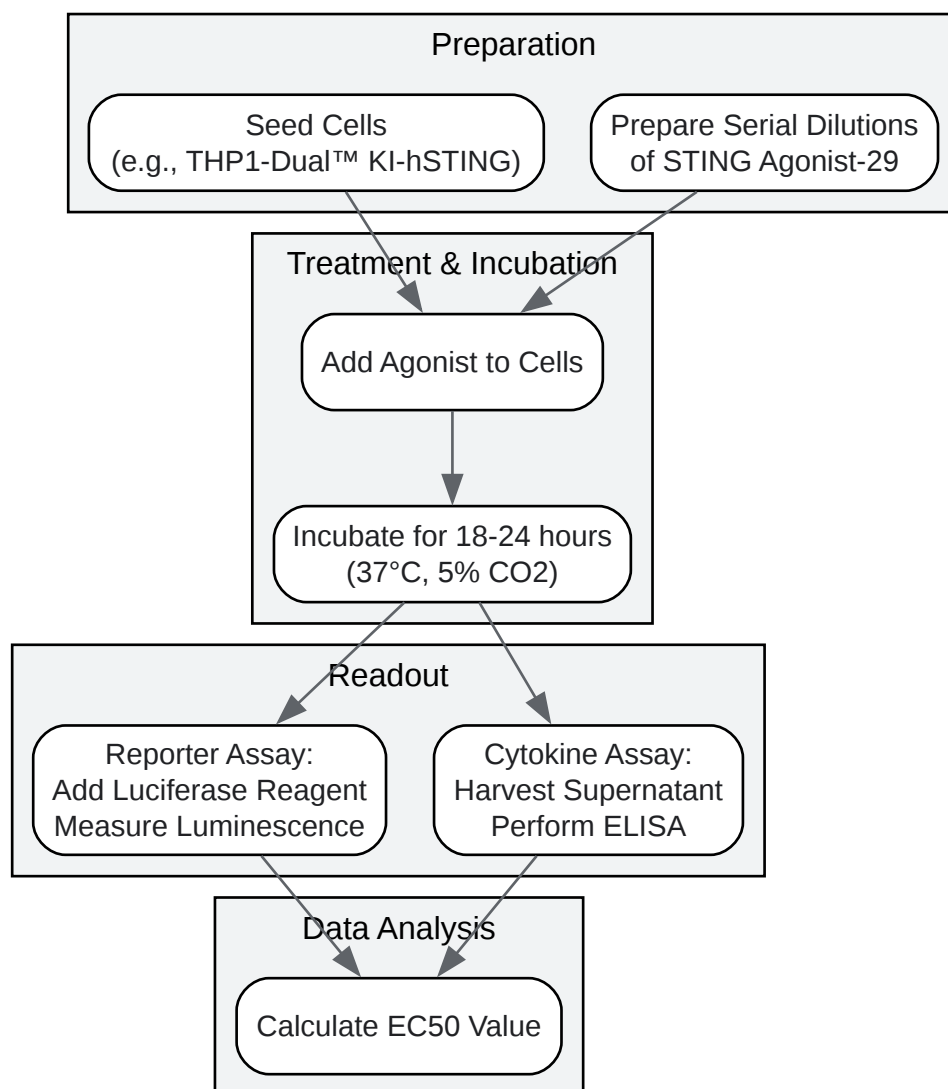 Preparation
Seed Cells
(e.g., THP1-Dual™ KI-hSTING)
Prepare Serial Dilutions
of STING Agonist-29
Treatment & Incubation
Add Agonist to Cells
Incubate for 18-24 hours
(37°C, 5% CO2)
Readout
Reporter Assay:
Add Luciferase Reagent
Measure Luminescence
Cytokine Assay:
Harvest Supernatant
Perform ELISA
Data Analysis
Calculate EC50 Value